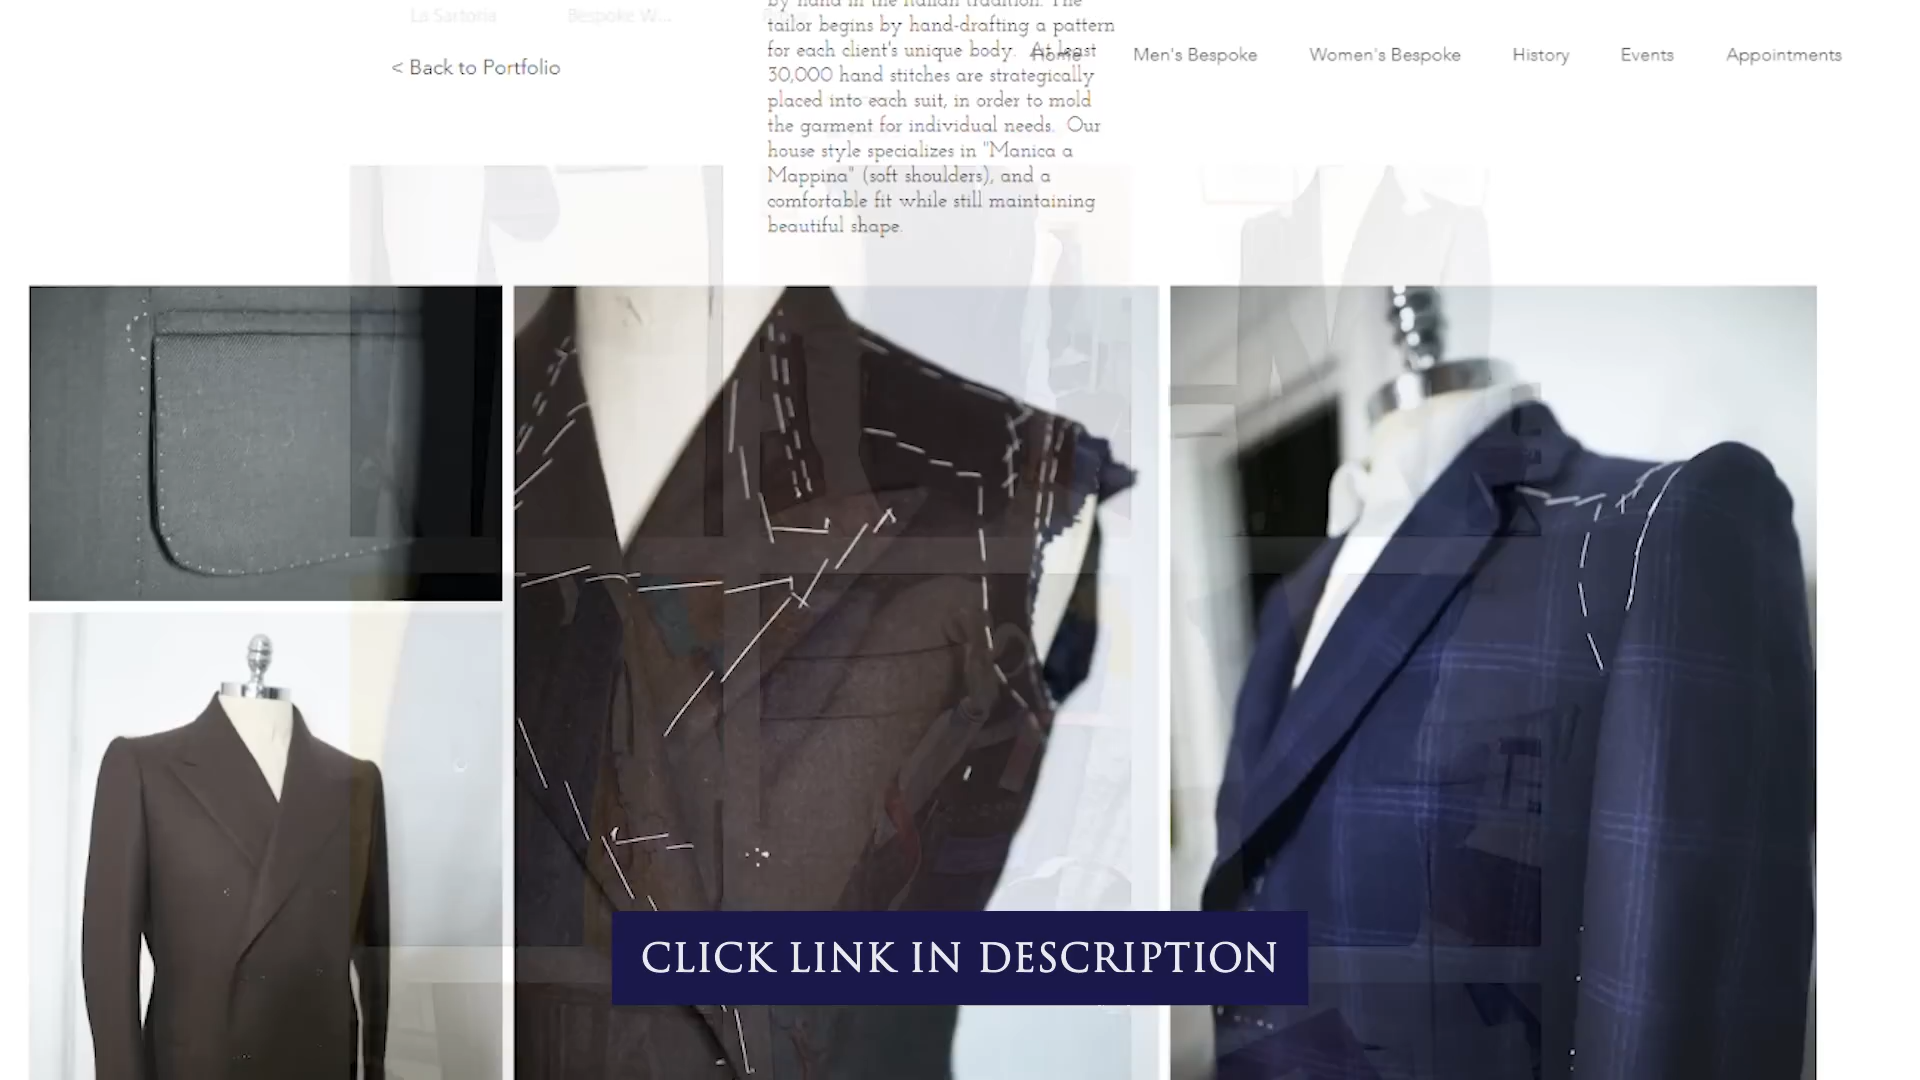 La Sartoria Bespoke W...
by hand in the Italian tradition. The
tailor begins by hand-drafting a pattern
for each client's unique body. At least
30,000 hand stitches are strategically
placed into each suit, in order to mold
the garment for individual needs. Our
house style specializes in "Manica a
Mappina" (soft shoulders), and a
comfortable fit while still maintaining
beautiful shape.
< Back to Portfolio
Home Men's Bespoke Women's Bespoke History Events Appointments
CLICK LINK IN DESCRIPTION